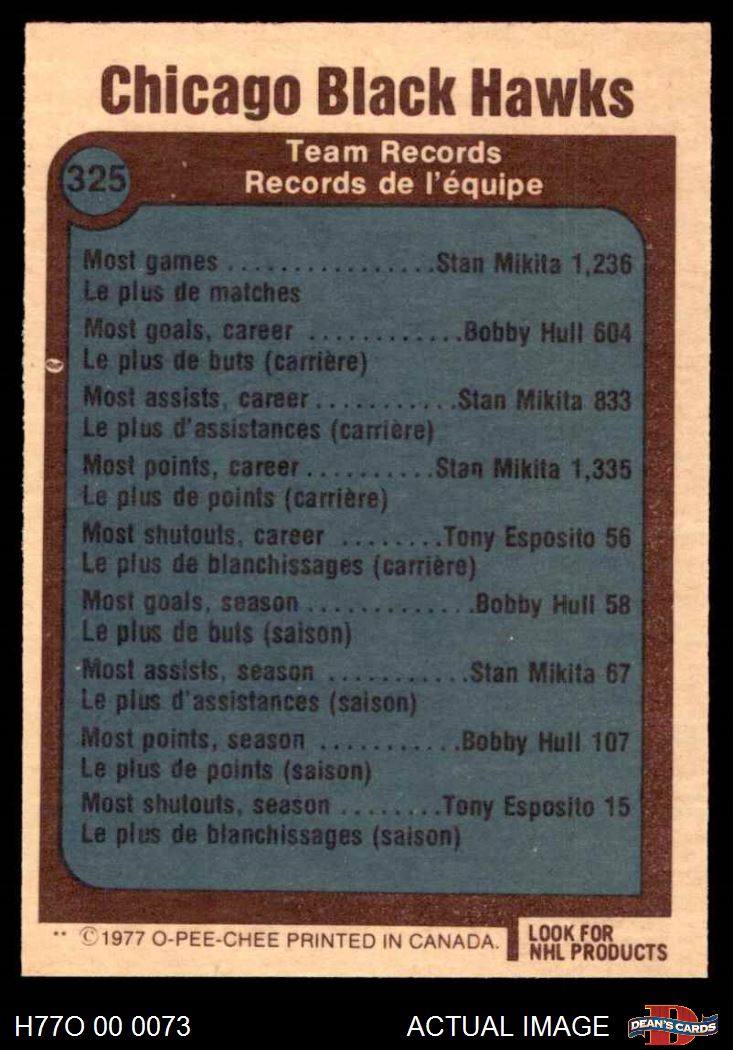 Chicago Black Hawks
325
Team Records
Records de l'équipe
Most games ................Stan Mikita 1,236
Le plus de matches
Most goals, career ............Bobby Hull 604
Le plus de buts (carrière)
Most assists, career...........Stan Mikita 833
Le plus d'assistances (carrière)
Most points, career..........Stan Mikita 1,335
Le plus de points (carrière)
Most shutouts, career ........Tony Esposito 56
Le plus de blanchissages (carrière)
Most goals, season.............Bobby Hull 58
Le plus de buts (saison)
Most assists, season ...........Stan Mikita 67
Le plus d'assistances (saison)
Most points, season ...........Bobby Hull 107
Le plus de points (saison)
Most shutouts, season ........Tony Esposito 15
Le plus de blanchissages (saison)
** ©1977 O-PEE-CHEE PRINTED IN CANADA.
LOOK FOR
NHL PRODUCTS
H77O 00 0073
ACTUAL IMAGE
D
DEAN'S CARDS